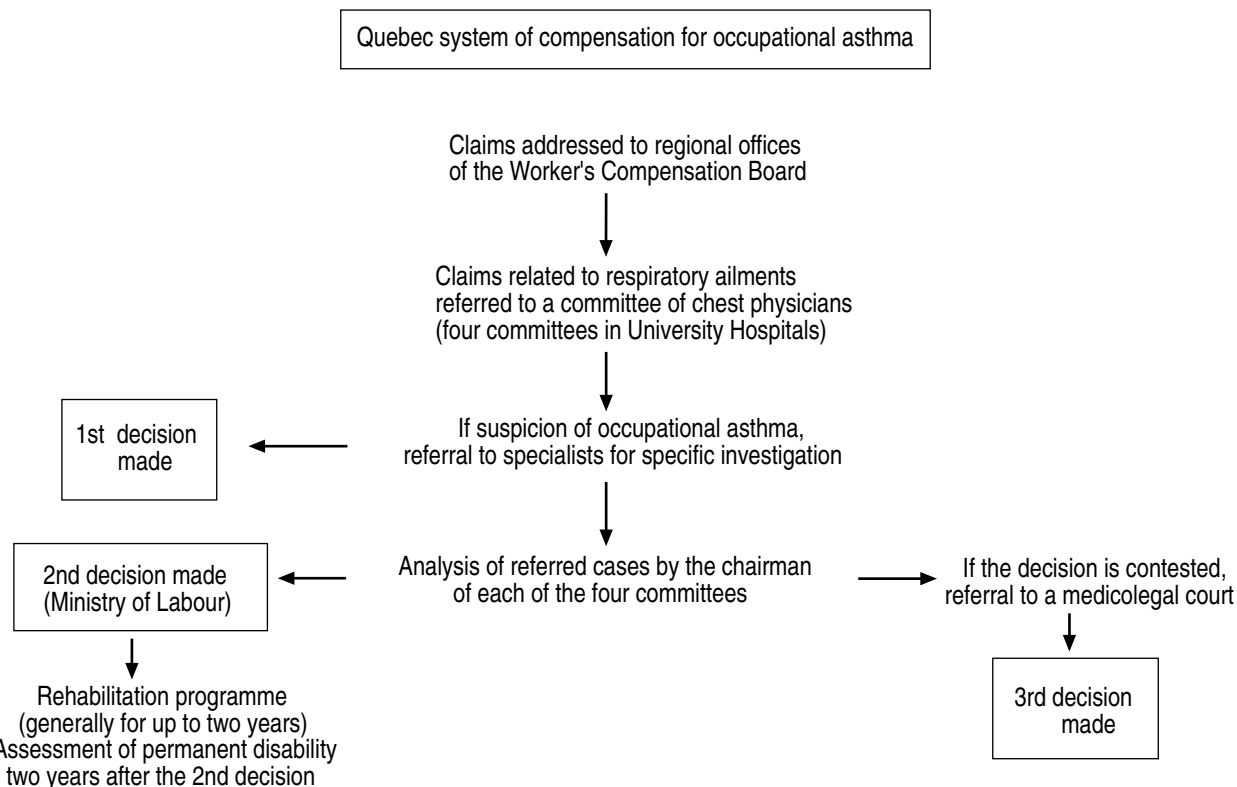 Quebec system of compensation for occupational asthma
Claims addressed to regional offices
of the Worker's Compensation Board
Claims related to respiratory ailments
referred to a committee of chest physicians
(four committees in University Hospitals)
1st decision
made
If suspicion of occupational asthma,
referral to specialists for specific investigation
2nd decision made
(Ministry of Labour)
Analysis of referred cases by the chairman
of each of the four committees
If the decision is contested,
referral to a medicolegal court
Rehabilitation programme
(generally for up to two years)
Assessment of permanent disability
two years after the 2nd decision
3rd decision
made